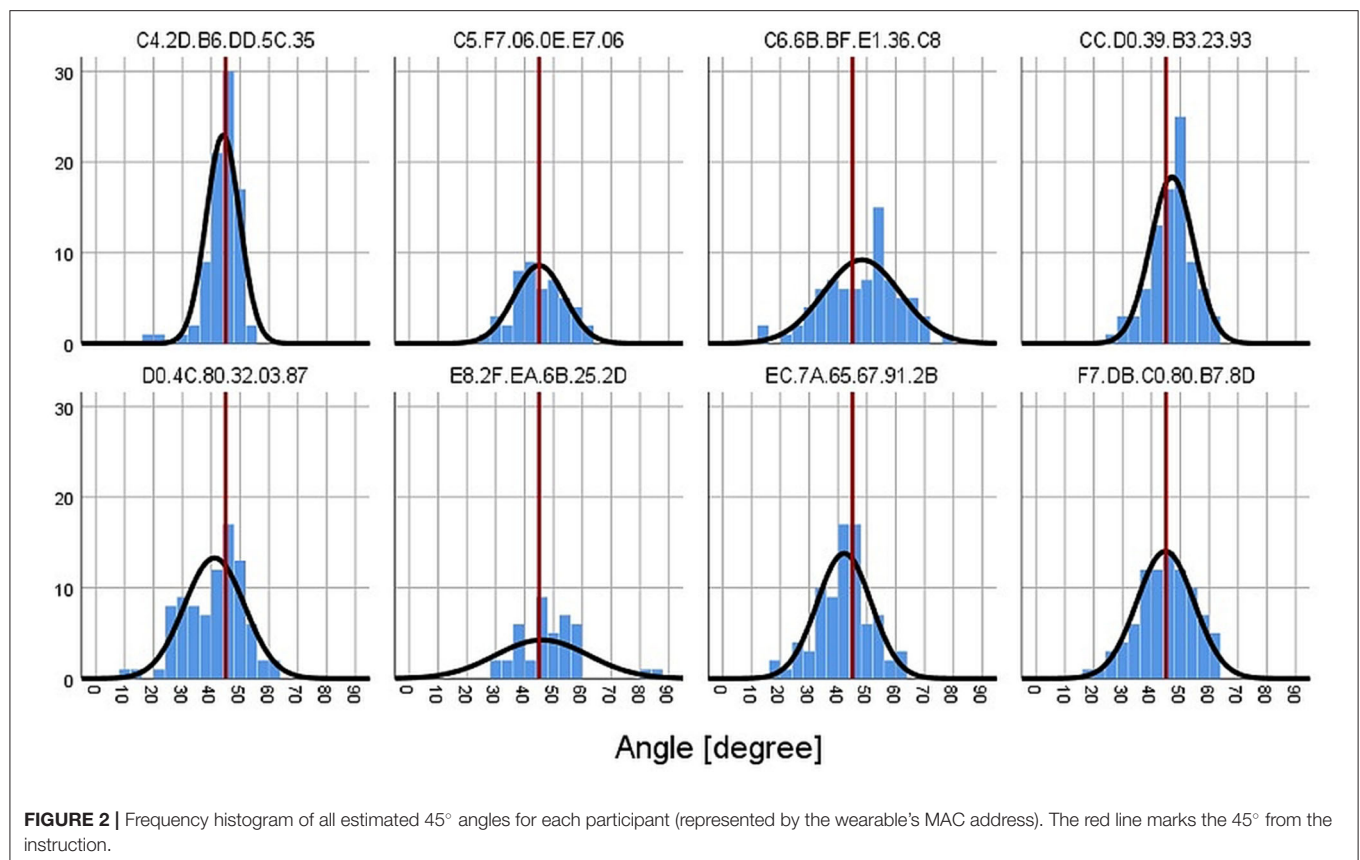 C4.2D.B6.DD.5C.35 C5.F7.06.0E.E7.06 C6.6B.BF.E1.36.C8 CC.D0.39.B3.23.93
30
20
10
0
D0.4C.80.32.03.87 E8.2F.EA.6B.25.2D EC.7A.65.67.91.2B F7.DB.C0.80.B7.8D
30
20
10
0
0 10 20 30 40 50 60 70 80 90 0 10 20 30 40 50 60 70 80 90 0 10 20 30 40 50 60 70 80 90 0 10 20 30 40 50 60 70 80 90
Angle [degree]
FIGURE 2 | Frequency histogram of all estimated 45° angles for each participant (represented by the wearable's MAC address). The red line marks the 45° from the
instruction.